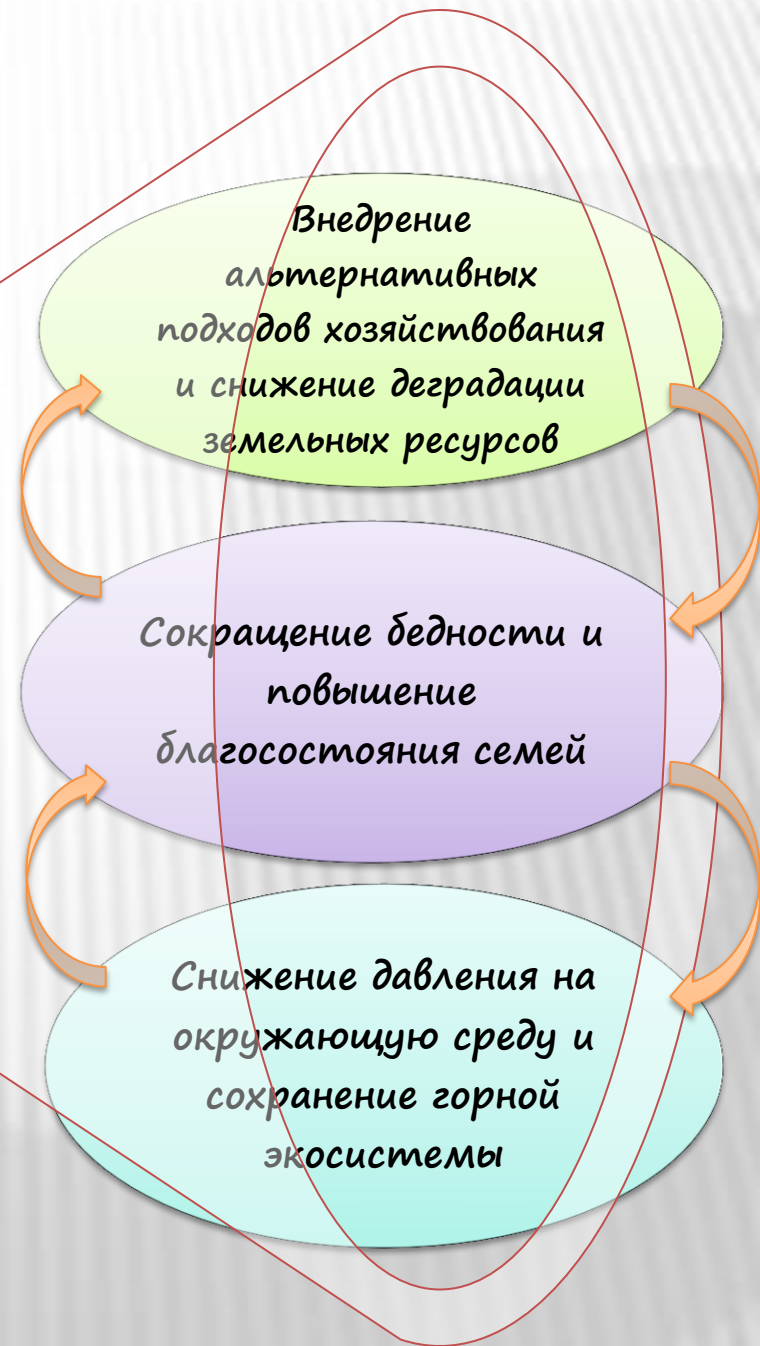 Внедрение
альтернативных
подходов хозяйствования
и снижение деградации
земельных ресурсов
Сокращение бедности и
повышение
благосостояния семей
Снижение давления на
окружающую среду и
сохранение горной
экосистемы